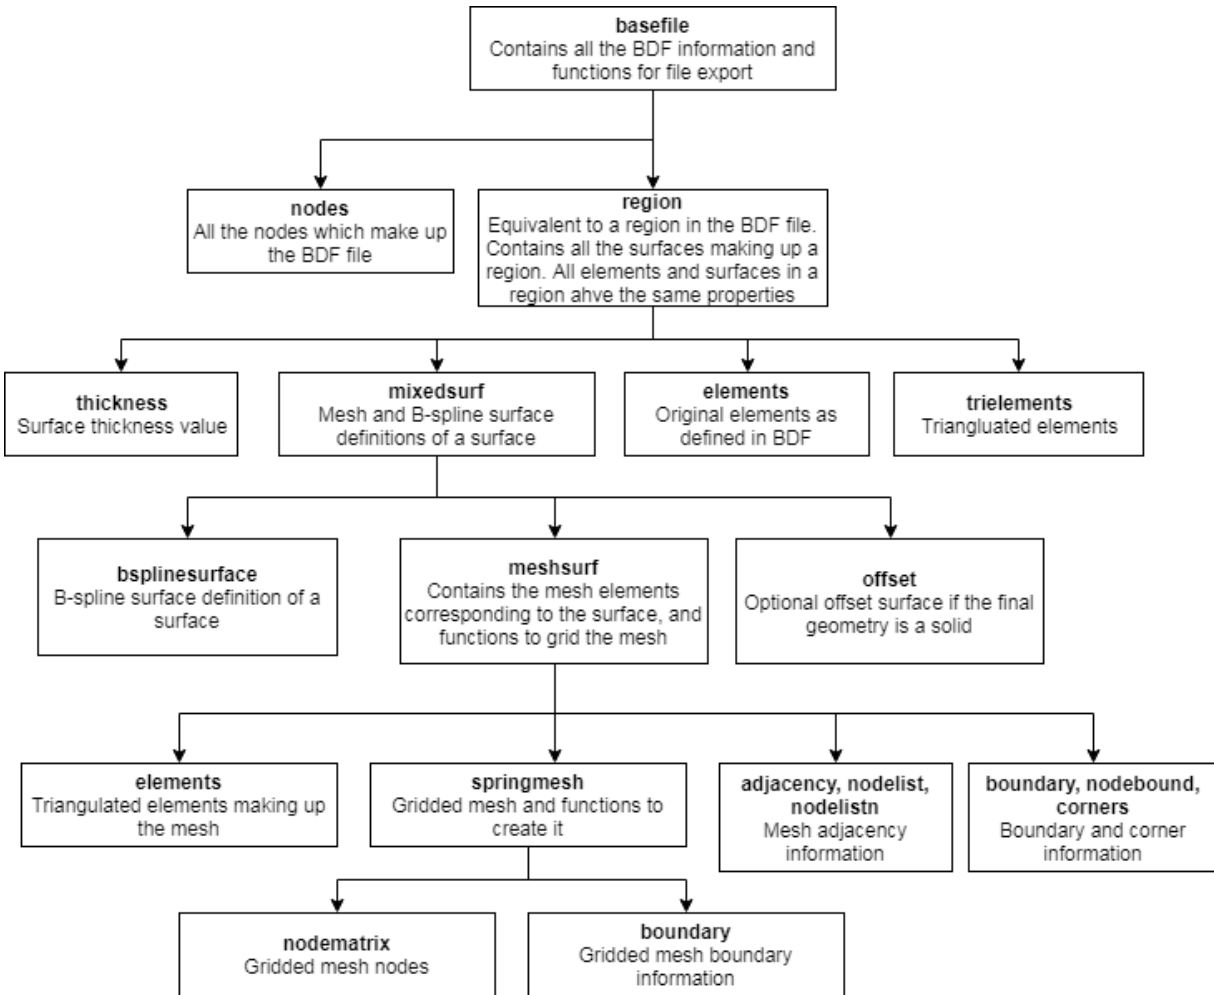 basefile
Contains all the BDF information and
functions for file export
nodes
All the nodes which make up
the BDF file
region
Equivalent to a region in the BDF file.
Contains all the surfaces making up a
region. All elements and surfaces in a
region ahve the same properties
thickness
Surface thickness value
mixedsurf
Mesh and B-spline surface
definitions of a surface
elements
Original elements as
defined in BDF
trielements
Triangluated elements
bsplinesurface
B-spline surface definition of a
surface
meshsurf
Contains the mesh elements
corresponding to the surface, and
functions to grid the mesh
offset
Optional offset surface if the final
geometry is a solid
elements
Triangulated elements making up
the mesh
springmesh
Gridded mesh and functions to
create it
adjacency, nodelist,
nodelistn
Mesh adjacency
information
boundary, nodebound,
corners
Boundary and corner
information
nodematrix
Gridded mesh nodes
boundary
Gridded mesh boundary
information